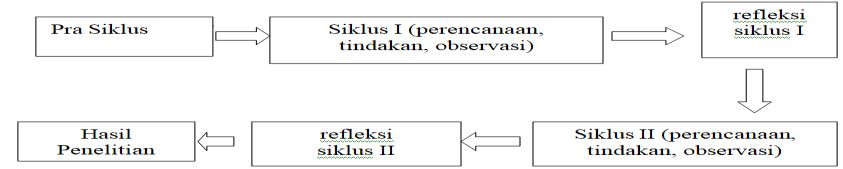 Pra Siklus
Siklus I (perencanaan,
tindakan, observasi)
refleksi
siklus I
Siklus II (perencanaan,
tindakan, observasi)
refleksi
siklus II
Hasil
Penelitian